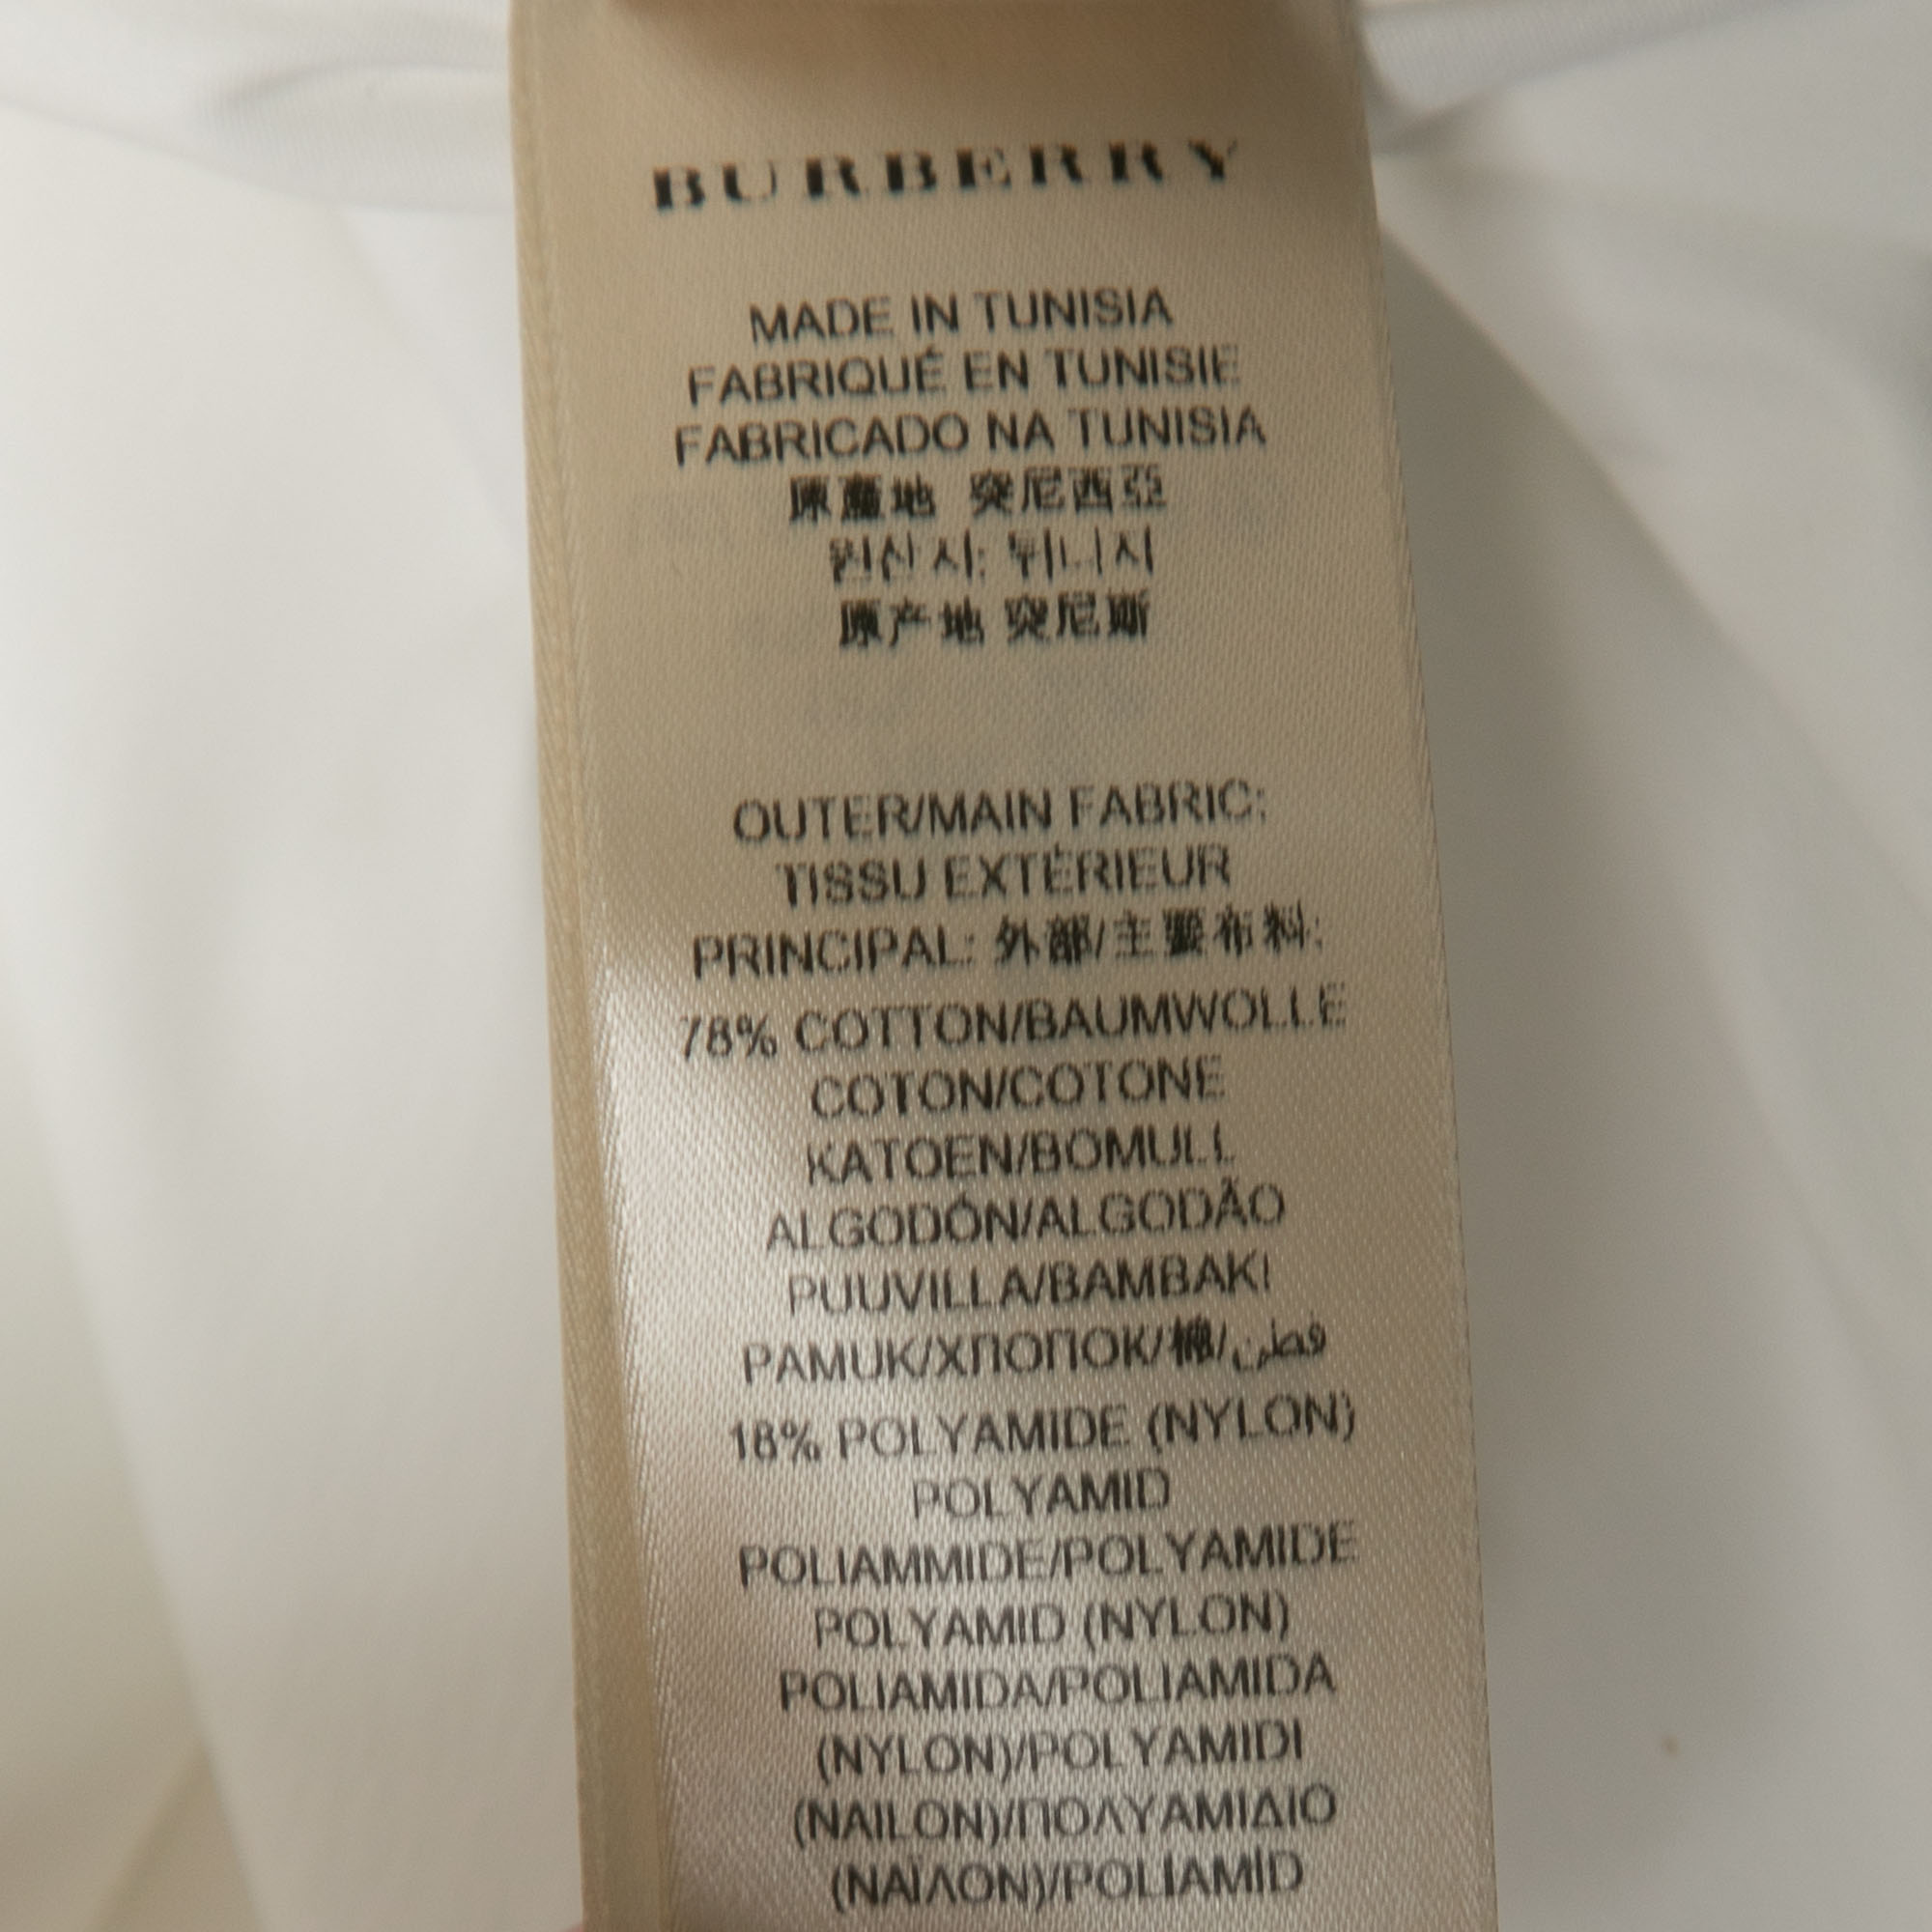 BURBERRY
MADE IN TUNISIA
FABRIQUÉ EN TUNISIE
FABRICADO NA TUNISIA
原產地 突尼西亞
원산지: 튀니지
原产地 突尼斯
OUTER/MAIN FABRIC:
TISSU EXTÉRIEUR
PRINCIPAL: 外部/主要布料:
78% COTTON/BAUMWOLLE
COTON/COTONE
KATOEN/BOMULL
ALGODÓN/ALGODÃO
PUUVILLA/BAMBAKI
PAMUK/ХПОПОК/棉/قطن
18% POLYAMIDE (NYLON)
POLYAMID
POLIAMMIDE/POLYAMIDE
POLYAMID (NYLON)
POLIAMIDA/POLIAMIDA
(NYLON)/POLYAMIDI
(NAILON)/ΠΟΛΥΑΜΙΔΙΟ
(ΝΑΪΛΟΝ)/POLİAMİD